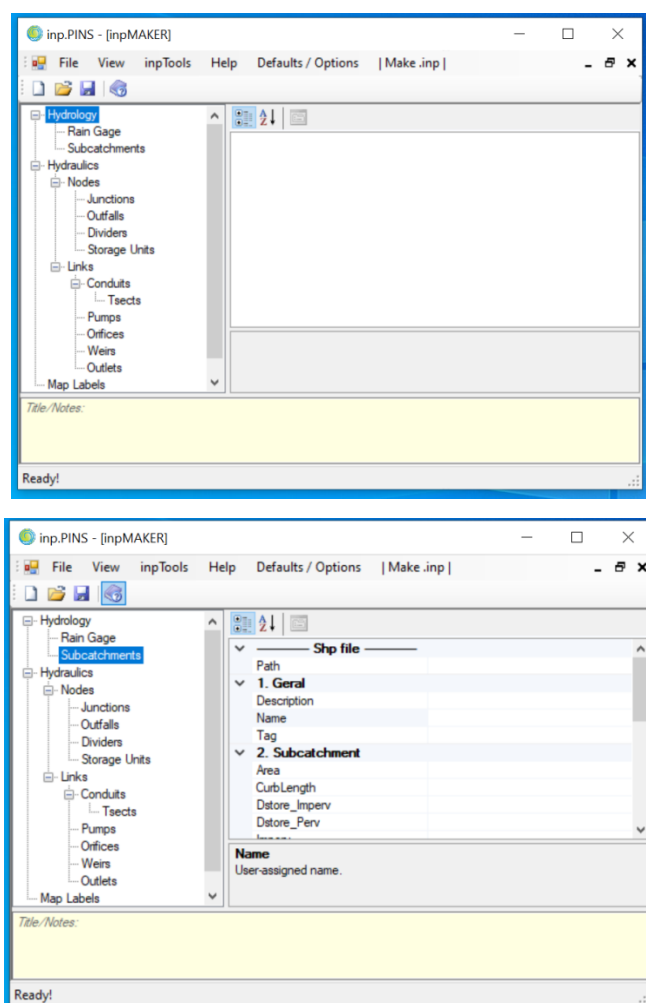 inp.PINS - [inpMAKER]
File View inpTools Help Defaults / Options | Make .inp |
Hydrology
Rain Gage
Subcatchments
Hydraulics
Nodes
Junctions
Outfalls
Dividers
Storage Units
Links
Conduits
Tsects
Pumps
Orifices
Weirs
Outlets
Map Labels
Title/Notes:
Ready!
inp.PINS - [inpMAKER]
File View inpTools Help Defaults / Options | Make .inp |
Hydrology
Rain Gage
Subcatchments
Hydraulics
Nodes
Junctions
Outfalls
Dividers
Storage Units
Links
Conduits
Tsects
Pumps
Orifices
Weirs
Outlets
Map Labels
Shp file
Path
1. Geral
Description
Name
Tag
2. Subcatchment
Area
CurbLength
Dstore_Imperv
Dstore_Perv
Name
User-assigned name.
Title/Notes:
Ready!